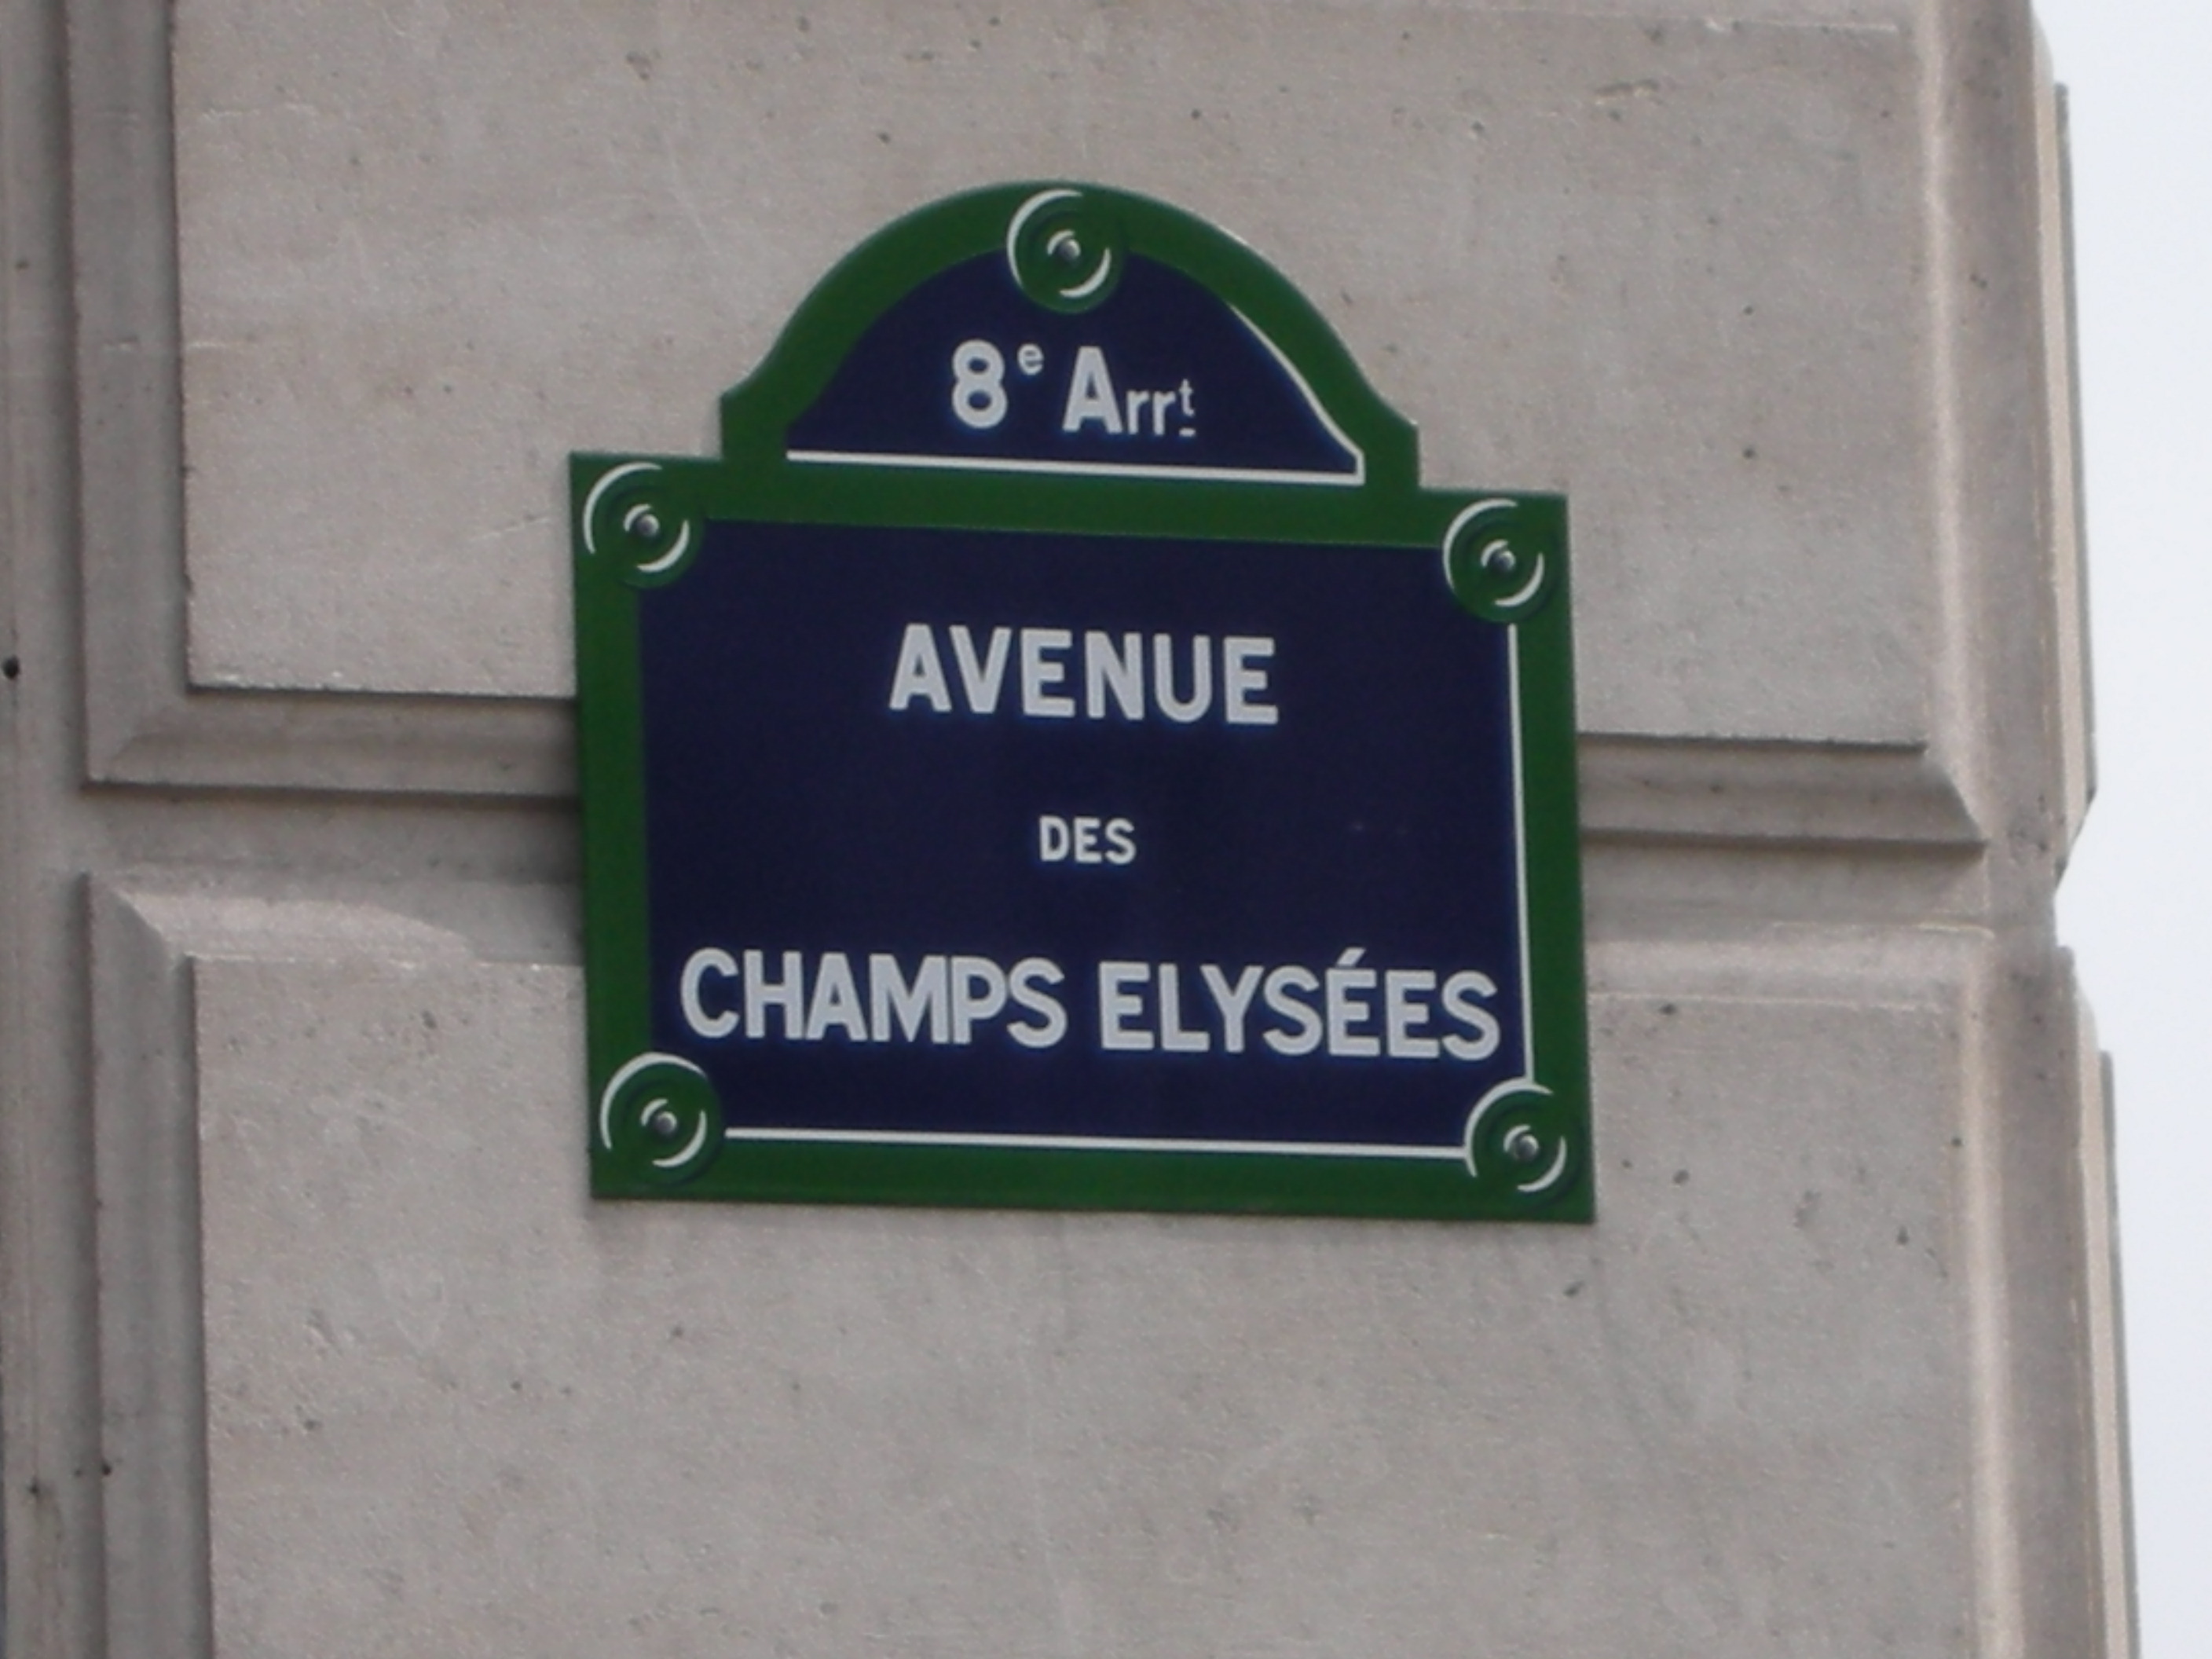 8e Arrt
AVENUE
DES
CHAMPS ELYSÉES